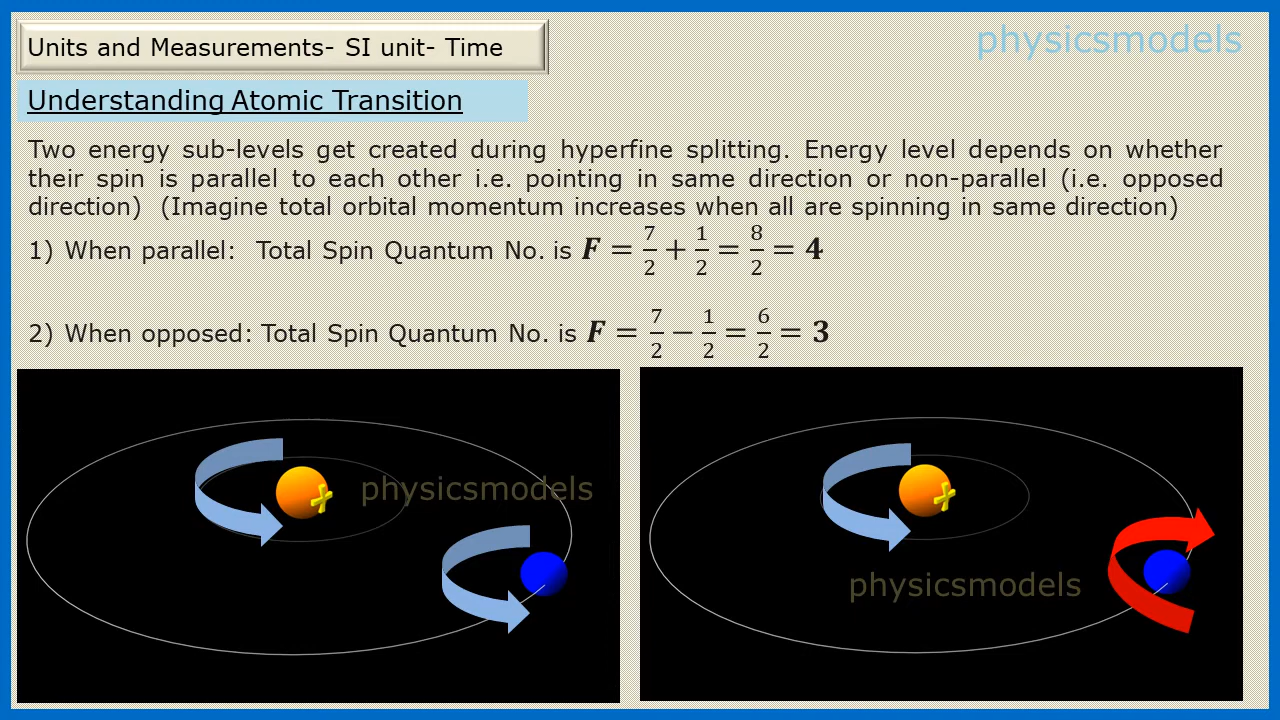 Units and Measurements- SI unit- Time
physicsmodels
Understanding Atomic Transition
Two energy sub-levels get created during hyperfine splitting. Energy level depends on whether
their spin is parallel to each other i.e. pointing in same direction or non-parallel (i.e. opposed
direction) (Imagine total orbital momentum increases when all are spinning in same direction)
1) When parallel: Total Spin Quantum No. is F = 7/2 + 1/2 = 8/2 = 4
2) When opposed: Total Spin Quantum No. is F = 7/2 − 1/2 = 6/2 = 3
physicsmodels
physicsmodels